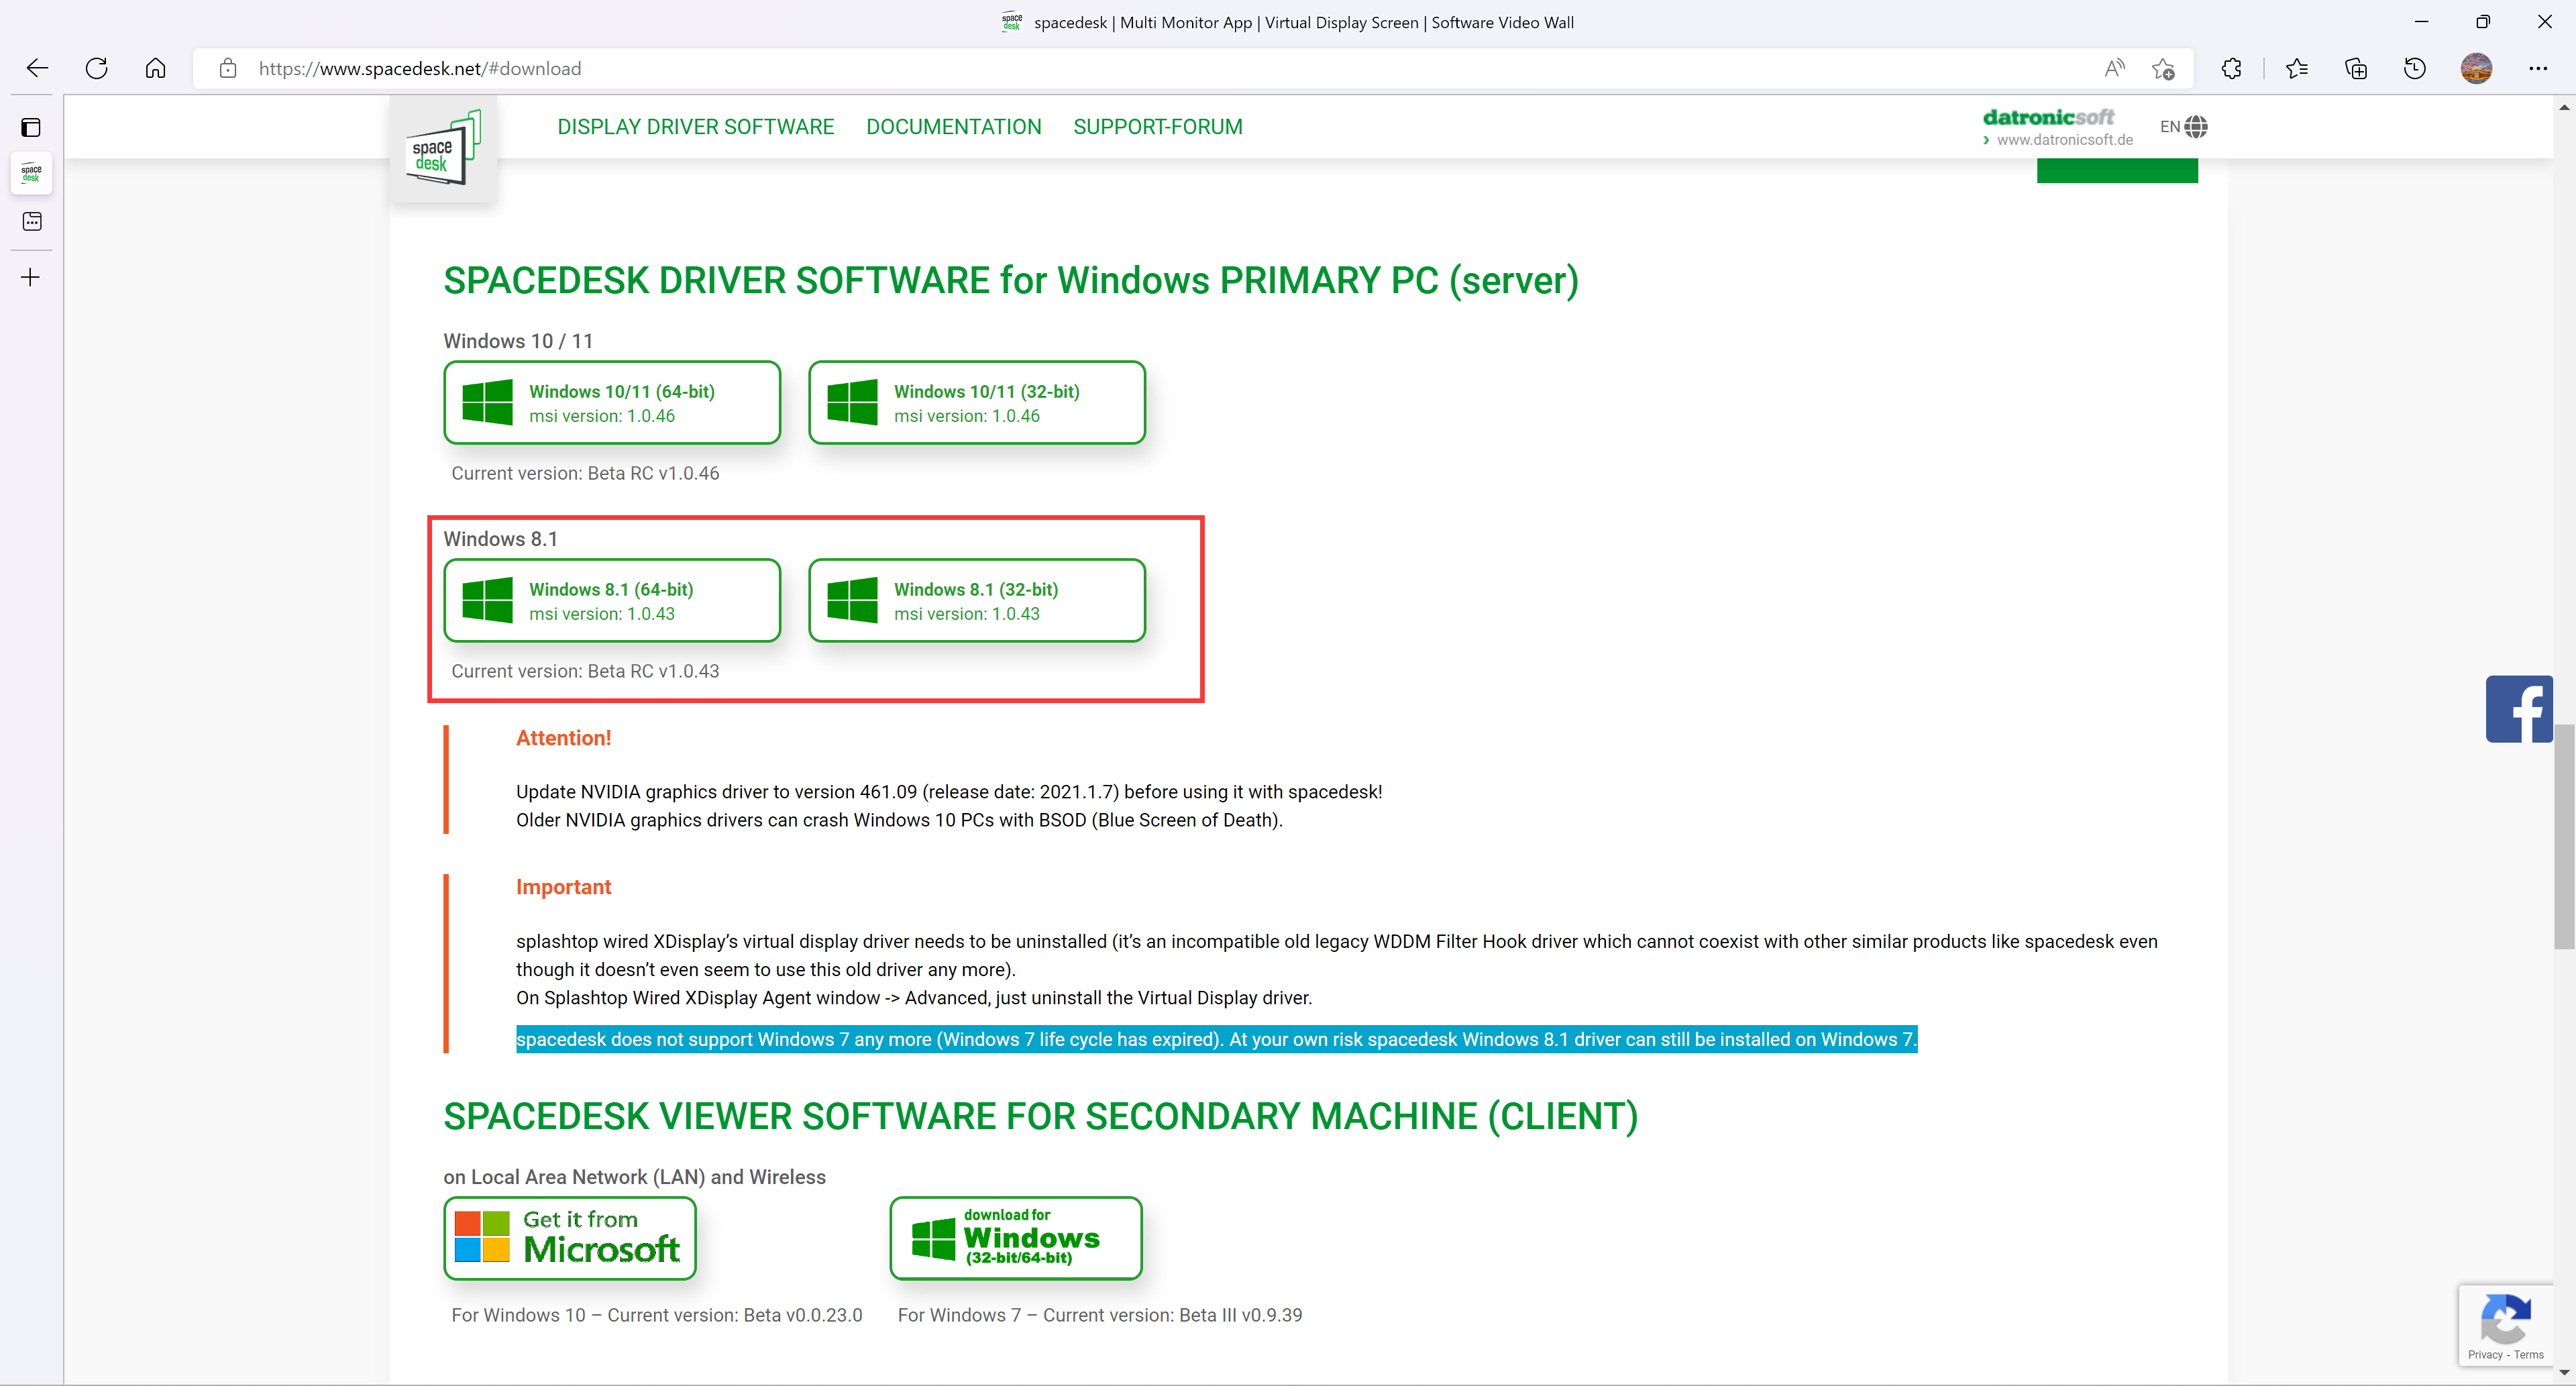 space desk
spacedesk | Multi Monitor App | Virtual Display Screen | Software Video Wall
https://www.spacedesk.net/#download
space
desk
space
desk
DISPLAY DRIVER SOFTWARE
DOCUMENTATION
SUPPORT-FORUM
datronicsoft
› www.datronicsoft.de
EN
SPACEDESK DRIVER SOFTWARE for Windows PRIMARY PC (server)
Windows 10 / 11
Windows 10/11 (64-bit)
msi version: 1.0.46
Windows 10/11 (32-bit)
msi version: 1.0.46
Current version: Beta RC v1.0.46
Windows 8.1
Windows 8.1 (64-bit)
msi version: 1.0.43
Windows 8.1 (32-bit)
msi version: 1.0.43
Current version: Beta RC v1.0.43
Attention!
Update NVIDIA graphics driver to version 461.09 (release date: 2021.1.7) before using it with spacedesk!
Older NVIDIA graphics drivers can crash Windows 10 PCs with BSOD (Blue Screen of Death).
Important
splashtop wired XDisplay’s virtual display driver needs to be uninstalled (it’s an incompatible old legacy WDDM Filter Hook driver which cannot coexist with other similar products like spacedesk even
though it doesn’t even seem to use this old driver any more).
On Splashtop Wired XDisplay Agent window -> Advanced, just uninstall the Virtual Display driver.
spacedesk does not support Windows 7 any more (Windows 7 life cycle has expired). At your own risk spacedesk Windows 8.1 driver can still be installed on Windows 7.
SPACEDESK VIEWER SOFTWARE FOR SECONDARY MACHINE (CLIENT)
on Local Area Network (LAN) and Wireless
Get it from
Microsoft
download for
Windows
(32-bit/64-bit)
For Windows 10 – Current version: Beta v0.0.23.0
For Windows 7 – Current version: Beta III v0.9.39
Privacy - Terms